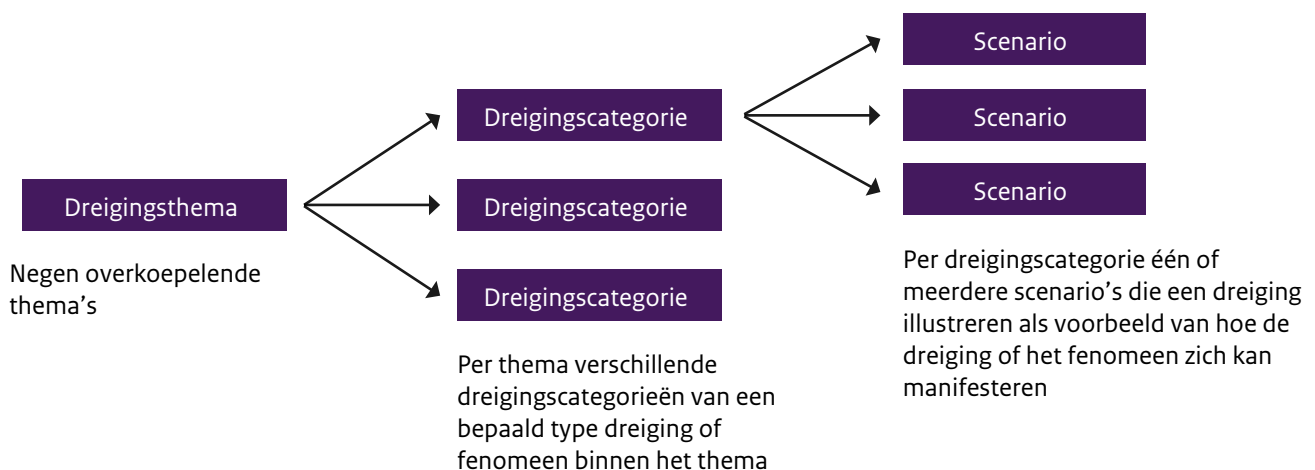 Dreigingsthema
Negen overkoepelende
thema's
Dreigingscategorie
Dreigingscategorie
Dreigingscategorie
Per thema verschillende
dreigingscategorieën van een
bepaald type dreiging of
fenomeen binnen het thema
Scenario
Scenario
Scenario
Per dreigingscategorie één of
meerdere scenario's die een dreiging
illustreren als voorbeeld van hoe de
dreiging of het fenomeen zich kan
manifesteren